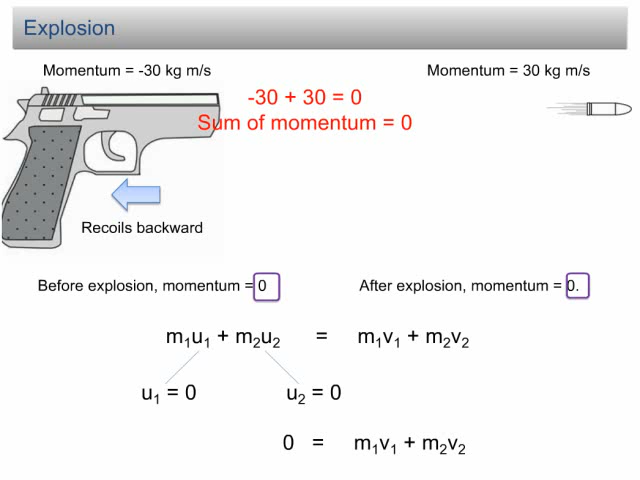 Explosion
Momentum = -30 kg m/s
Momentum = 30 kg m/s
-30 + 30 = 0
Sum of momentum = 0
Recoils backward
Before explosion, momentum = 0
After explosion, momentum = 0.
m₁u₁ + m₂u₂ = m₁v₁ + m₂v₂
u₁ = 0
u₂ = 0
0 = m₁v₁ + m₂v₂